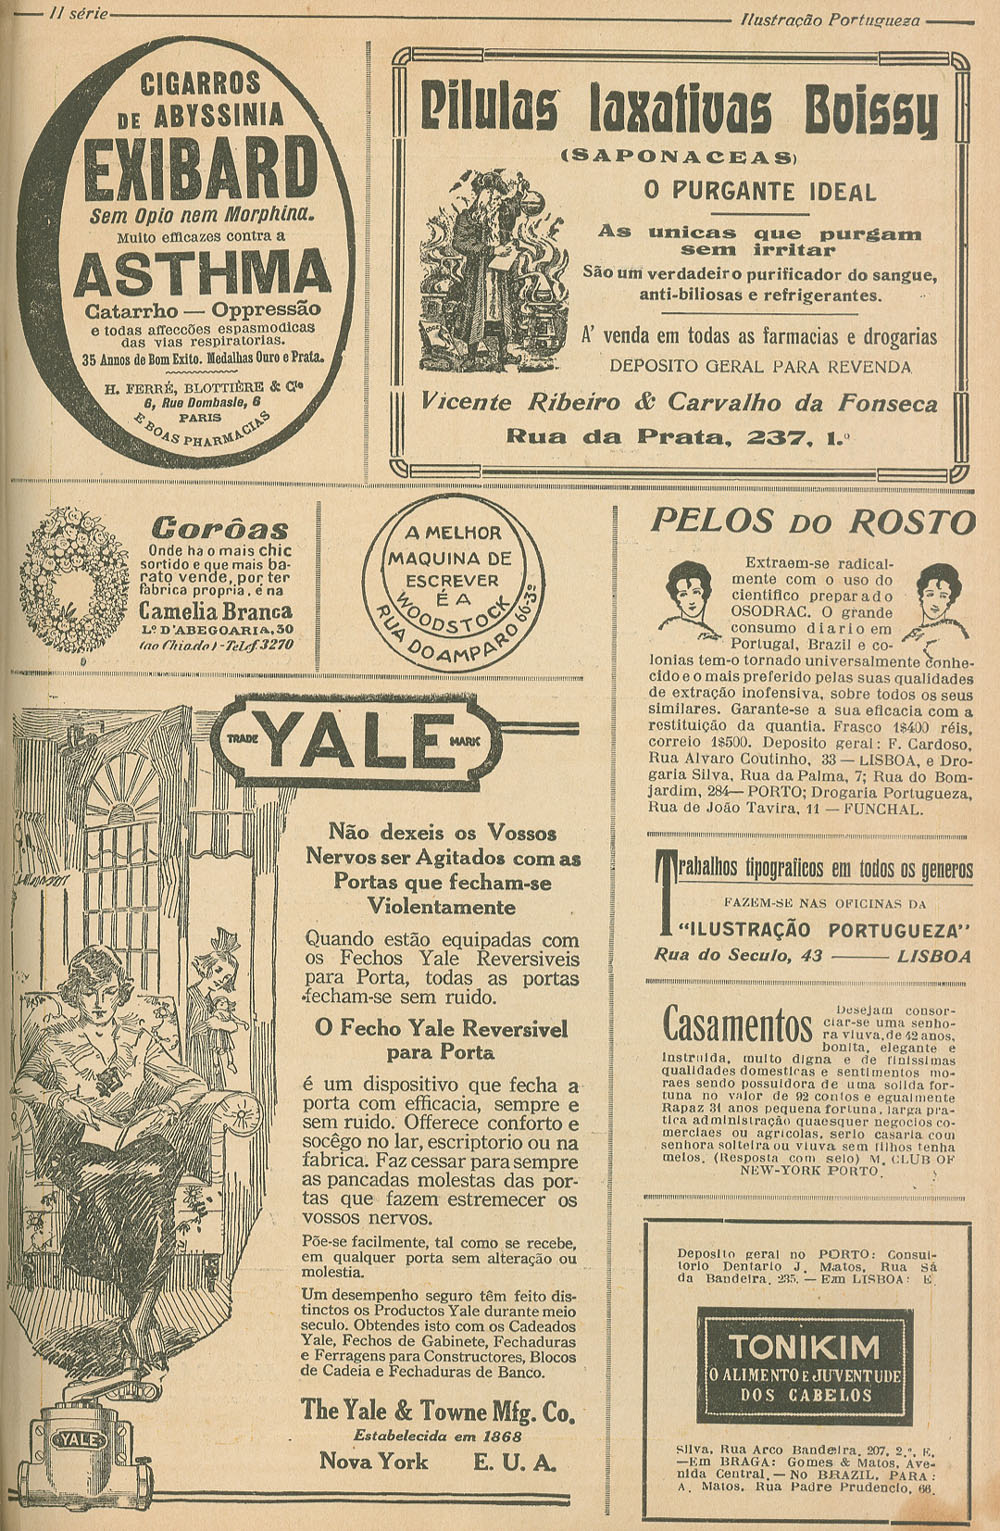 II série
Ilustração Portugueza
CIGARROS
DE ABYSSINIA
EXIBARD
Sem Opio nem Morphina.
Muito efficazes contra a
ASTHMA
Catarrho — Oppressão
e todas affecções espasmodicas
das vias respiratorias.
35 Annos de Bom Exito. Medalhas Ouro e Prata.
H. FERRÉ, BLOTTIÈRE & Cie
6, Rue Dombasle, 6
PARIS
E BOAS PHARMACIAS
Pilulas laxativas Boissy
(SAPONACEAS)
O PURGANTE IDEAL
As unicas que purgam
sem irritar
São um verdadeiro purificador do sangue,
anti-biliosas e refrigerantes.
A' venda em todas as farmacias e drogarias
DEPOSITO GERAL PARA REVENDA
Vicente Ribeiro & Carvalho da Fonseca
Rua da Prata, 237, 1.º
Corôas
Onde ha o mais chic
sortido e que mais ba-
rato vende, por ter
fabrica propria, é na
Camelia Branca
L.º D'ABEGOARIA, 50
(ao Chiado) - Telef. 3270
A MELHOR
MAQUINA DE
ESCREVER
É A
WOODSTOCK
RUA DO AMPARO 66-3º
PELOS DO ROSTO
Extraem-se radical-
mente com o uso do
cientifico preparado
OSODRAC. O grande
consumo diario em
Portugal, Brazil e co-
lonias tem-o tornado universalmente conhe-
cido e o mais preferido pelas suas qualidades
de extração inofensiva, sobre todos os seus
similares. Garante-se a sua eficacia com a
restituição da quantia. Frasco 1$400 réis,
correio 1$500. Deposito geral: F. Cardoso,
Rua Alvaro Coutinho, 33 — LISBOA, e Dro-
garia Silva, Rua da Palma, 7; Rua do Bom-
jardim, 284— PORTO; Drogaria Portugueza,
Rua de João Tavira, 11 — FUNCHAL.
YALE
TRADE MARK
Não dexeis os Vossos
Nervos ser Agitados com as
Portas que fecham-se
Violentamente
Quando estão equipadas com
os Fechos Yale Reversiveis
para Porta, todas as portas
fecham-se sem ruido.
O Fecho Yale Reversivel
para Porta
é um dispositivo que fecha a
porta com efficacia, sempre e
sem ruido. Offerece conforto e
socêgo no lar, escriptorio ou na
fabrica. Faz cessar para sempre
as pancadas molestas das por-
tas que fazem estremecer os
vossos nervos.
Põe-se facilmente, tal como se recebe,
em qualquer porta sem alteração ou
molestia.
Um desempenho seguro têm feito dis-
tinctos os Productos Yale durante meio
seculo. Obtendes isto com os Cadeados
Yale, Fechos de Gabinete, Fechaduras
e Ferragens para Constructores, Blocos
de Cadeia e Fechaduras de Banco.
The Yale & Towne Mfg. Co.
Estabelecida em 1868
Nova York E. U. A.
YALE
Trabalhos tipograficos em todos os generos
FAZEM-SE NAS OFICINAS DA
"ILUSTRAÇÃO PORTUGUEZA"
Rua do Seculo, 43 —— LISBOA
Casamentos
Desejam consor-
ciar-se uma senho-
ra viuva, de 42 anos,
bonita, elegante e
instruida, muito digna e de finissimas
qualidades domesticas e sentimentos mo-
raes sendo possuidora de uma solida for-
tuna no valor de 92 contos e egualmente
Rapaz 31 anos pequena fortuna, larga pra-
tica administração quaesquer negocios co-
merciaes ou agricolas, serio casaria com
senhora solteira ou viuva sem filhos tenha
meios. (Resposta com selo) M. CLUB OF
NEW-YORK PORTO.
Deposito geral no PORTO: Consul-
torio Dentario J. Matos, Rua Sá
da Bandeira, 235. — Em LISBOA: E.
TONIKIM
O ALIMENTO E JUVENTUDE
DOS CABELOS
Silva, Rua Arco Bandeira, 207, 2.º, E.
—Em BRAGA: Gomes & Matos, Ave-
nida Central. — No BRAZIL, PARA:
A. Matos, Rua Padre Prudencio, 66.